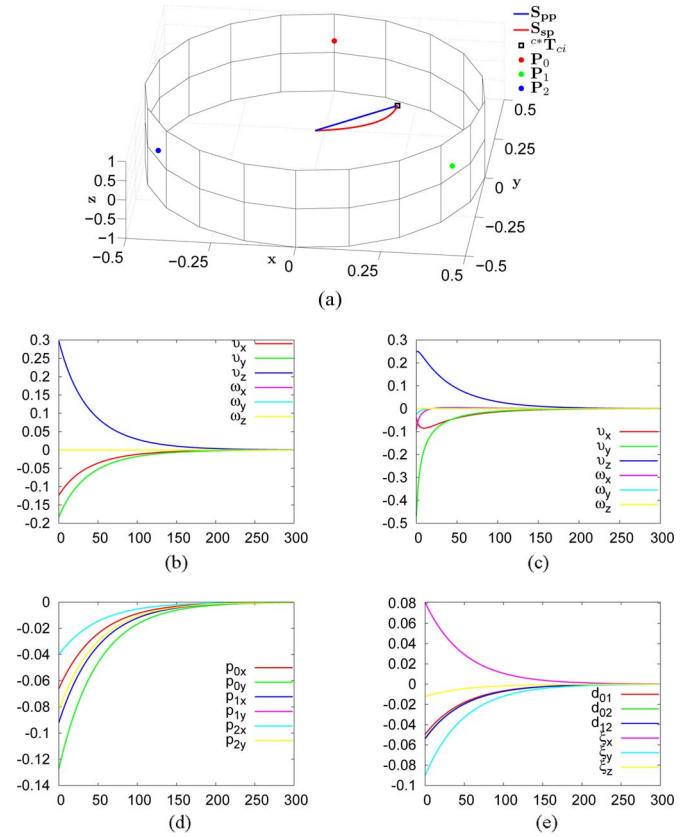 S_pp
S_sp
c*T_ci
P_0
P_1
P_2
0.5
0.25
0
−0.25
−0.5
y
1
0.5
0
−0.5
−1
z
−0.5
−0.25
0
0.25
0.5
x
(a)
0.3
0.25
0.2
0.15
0.1
0.05
0
-0.05
-0.1
-0.15
-0.2
υ_x
υ_y
υ_z
ω_x
ω_y
ω_z
0 50 100 150 200 250 300
(b)
0.3
0.2
0.1
0
-0.1
-0.2
-0.3
-0.4
-0.5
υ_x
υ_y
υ_z
ω_x
ω_y
ω_z
0 50 100 150 200 250 300
(c)
0
-0.02
-0.04
-0.06
-0.08
-0.1
-0.12
-0.14
p_0x
p_0y
p_1x
p_1y
p_2x
p_2y
0 50 100 150 200 250 300
(d)
0.08
0.06
0.04
0.02
0
-0.02
-0.04
-0.06
-0.08
-0.1
d_01
d_02
d_12
ξ_x
ξ_y
ξ_z
0 50 100 150 200 250 300
(e)